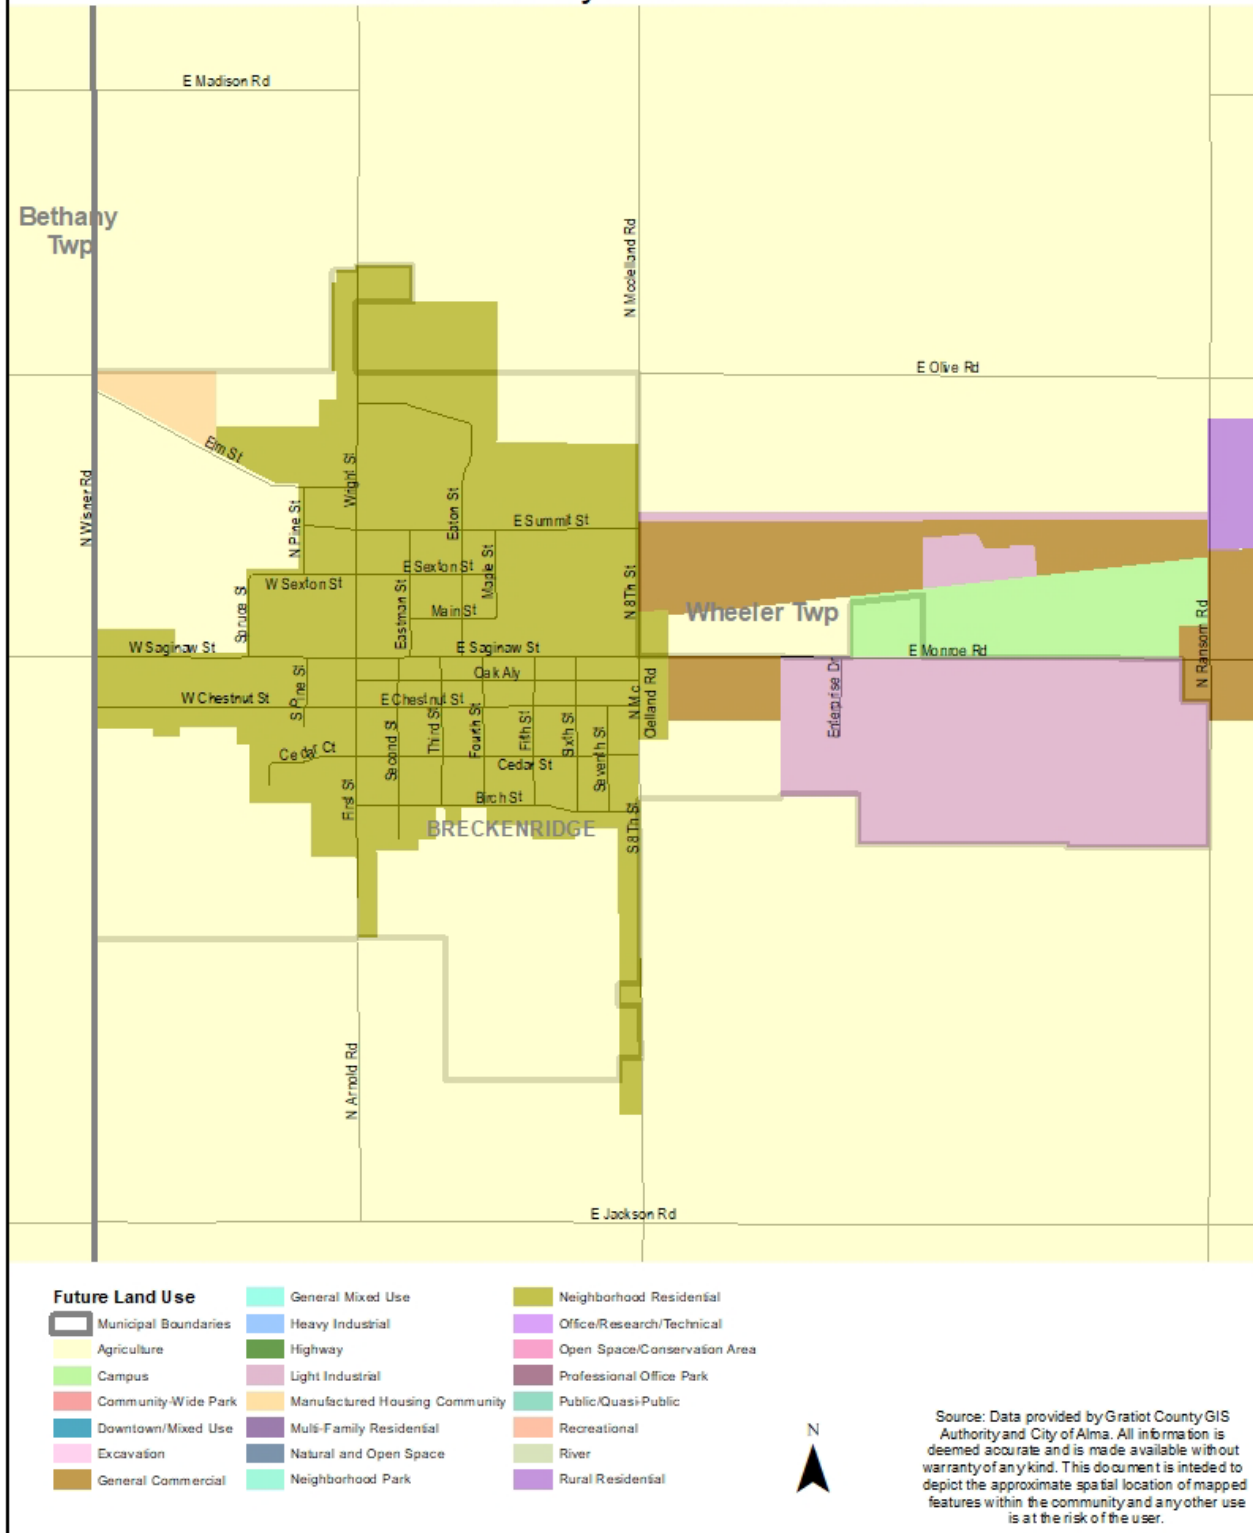 E Madison Rd
Bethany
Twp
N Mcclelland Rd
E Olive Rd
Elm St
N Wisner Rd
Wright St
N Pine St
Eaton St
E Summit St
E Sexton St
Maple St
W Sexton St
Spruce St
Eastman St
Main St
N 8Th St
Wheeler Twp
W Saginaw St
E Saginaw St
E Monroe Rd
N Ransom Rd
Oak Aly
S Pine St
W Chestnut St
E Chestnut St
N Mc
Clelland Rd
Enterprise Dr
Second St
Third St
Fourth St
Fifth St
Sixth St
Seventh St
Cedar Ct
Cedar St
First St
Birch St
BRECKENRIDGE
S 8Th St
N Arnold Rd
E Jackson Rd
Future Land Use
Municipal Boundaries
Agriculture
Campus
Community-Wide Park
Downtown/Mixed Use
Excavation
General Commercial
General Mixed Use
Heavy Industrial
Highway
Light Industrial
Manufactured Housing Community
Multi-Family Residential
Natural and Open Space
Neighborhood Park
Neighborhood Residential
Office/Research/Technical
Open Space/Conservation Area
Professional Office Park
Public/Quasi-Public
Recreational
River
Rural Residential
N
Source: Data provided by Gratiot County GIS
Authority and City of Alma. All information is
deemed accurate and is made available without
warranty of any kind. This document is inteded to
depict the approximate spatial location of mapped
features within the community and any other use
is at the risk of the user.